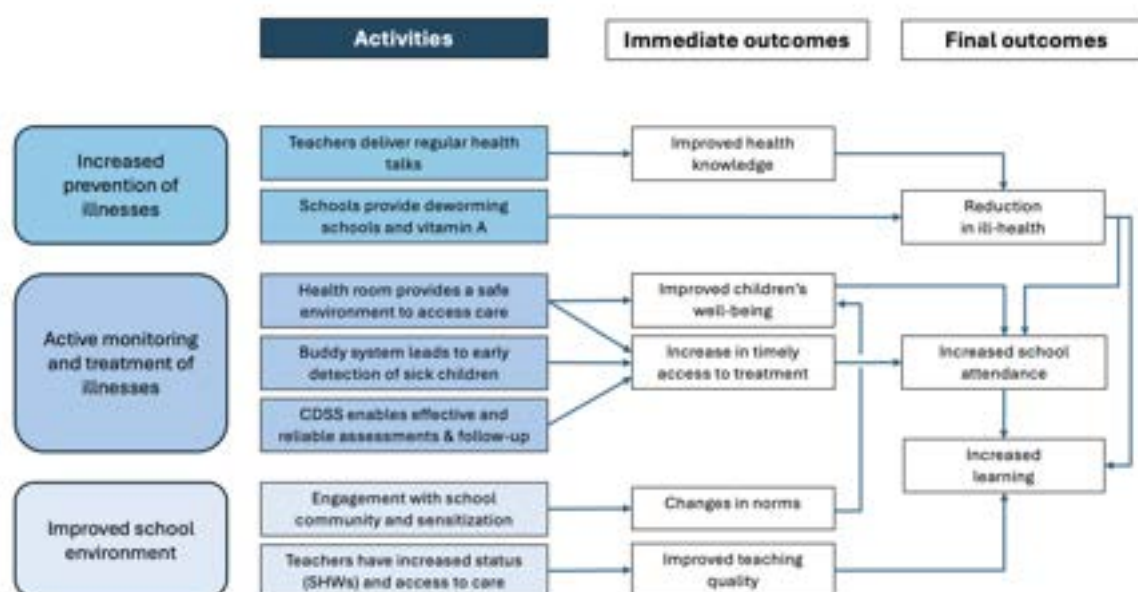 Activities
Immediate outcomes
Final outcomes
Increased
prevention of
illnesses
Teachers deliver regular health
talks
Improved health
knowledge
Schools provide deworming
schools and vitamin A
Reduction
in ill-health
Active monitoring
and treatment of
illnesses
Health room provides a safe
environment to access care
Improved children's
well-being
Buddy system leads to early
detection of sick children
Increase in timely
access to treatment
Increased school
attendance
CDSS enables effective and
reliable assessments & follow-up
Increased
learning
Improved school
environment
Engagement with school
community and sensitization
Changes in norms
Teachers have increased status
(SHWs) and access to care
Improved teaching
quality